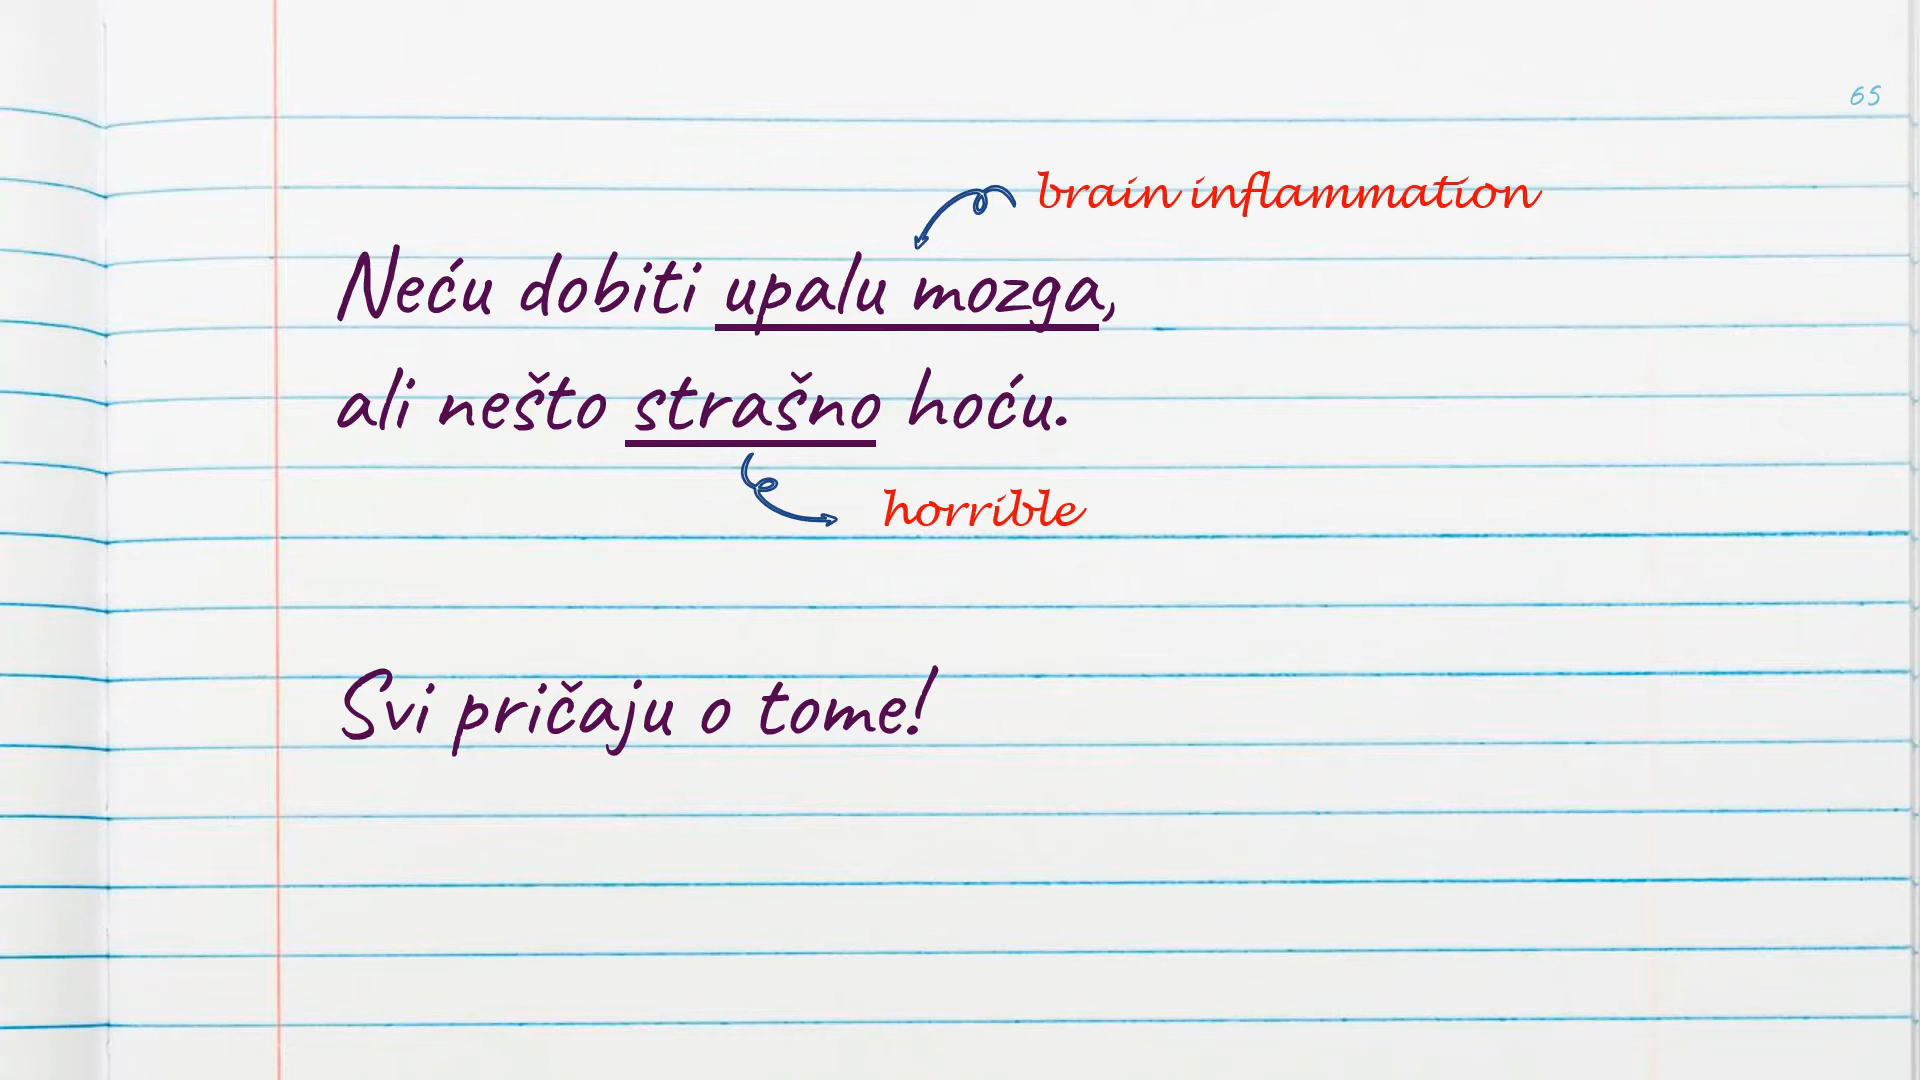 65
brain inflammation
Neću dobiti upalu mozga,
ali nešto strašno hoću.
horrible
Svi pričaju o tome!